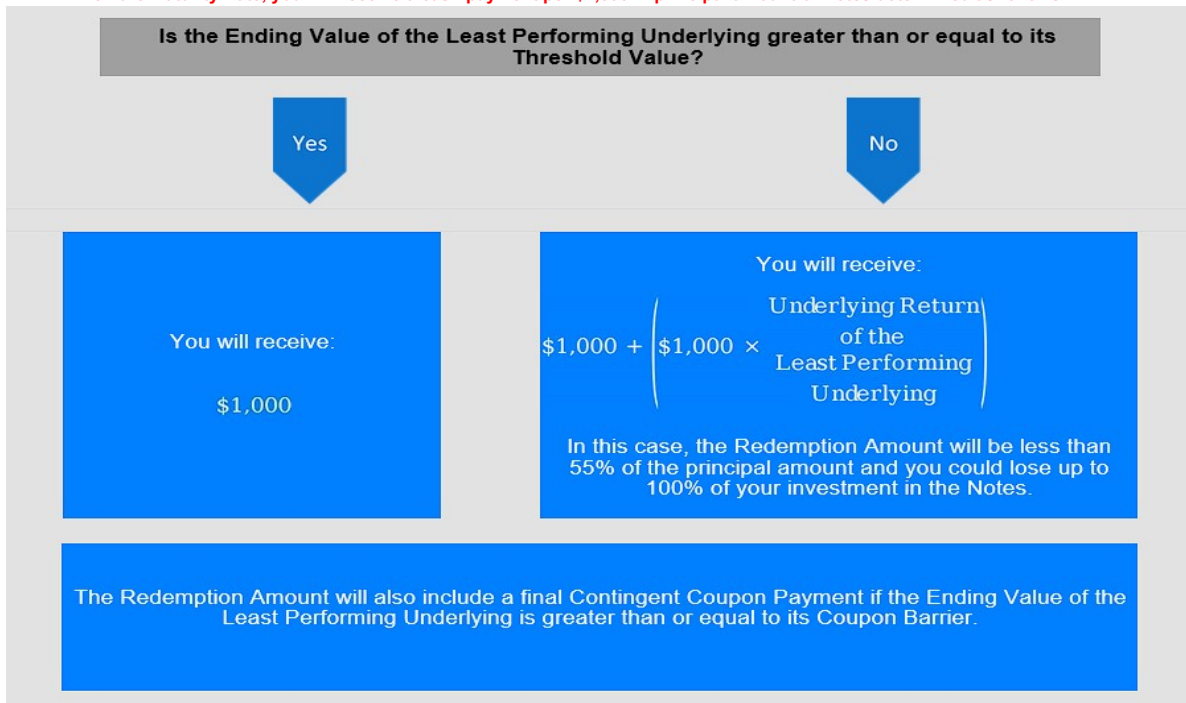 Is the Ending Value of the Least Performing Underlying greater than or equal to its
Threshold Value?
Yes
No
You will receive:
$1,000
You will receive:
$1,000 + ($1,000 × Underlying Return
of the
Least Performing
Underlying)
In this case, the Redemption Amount will be less than
55% of the principal amount and you could lose up to
100% of your investment in the Notes.
The Redemption Amount will also include a final Contingent Coupon Payment if the Ending Value of the
Least Performing Underlying is greater than or equal to its Coupon Barrier.